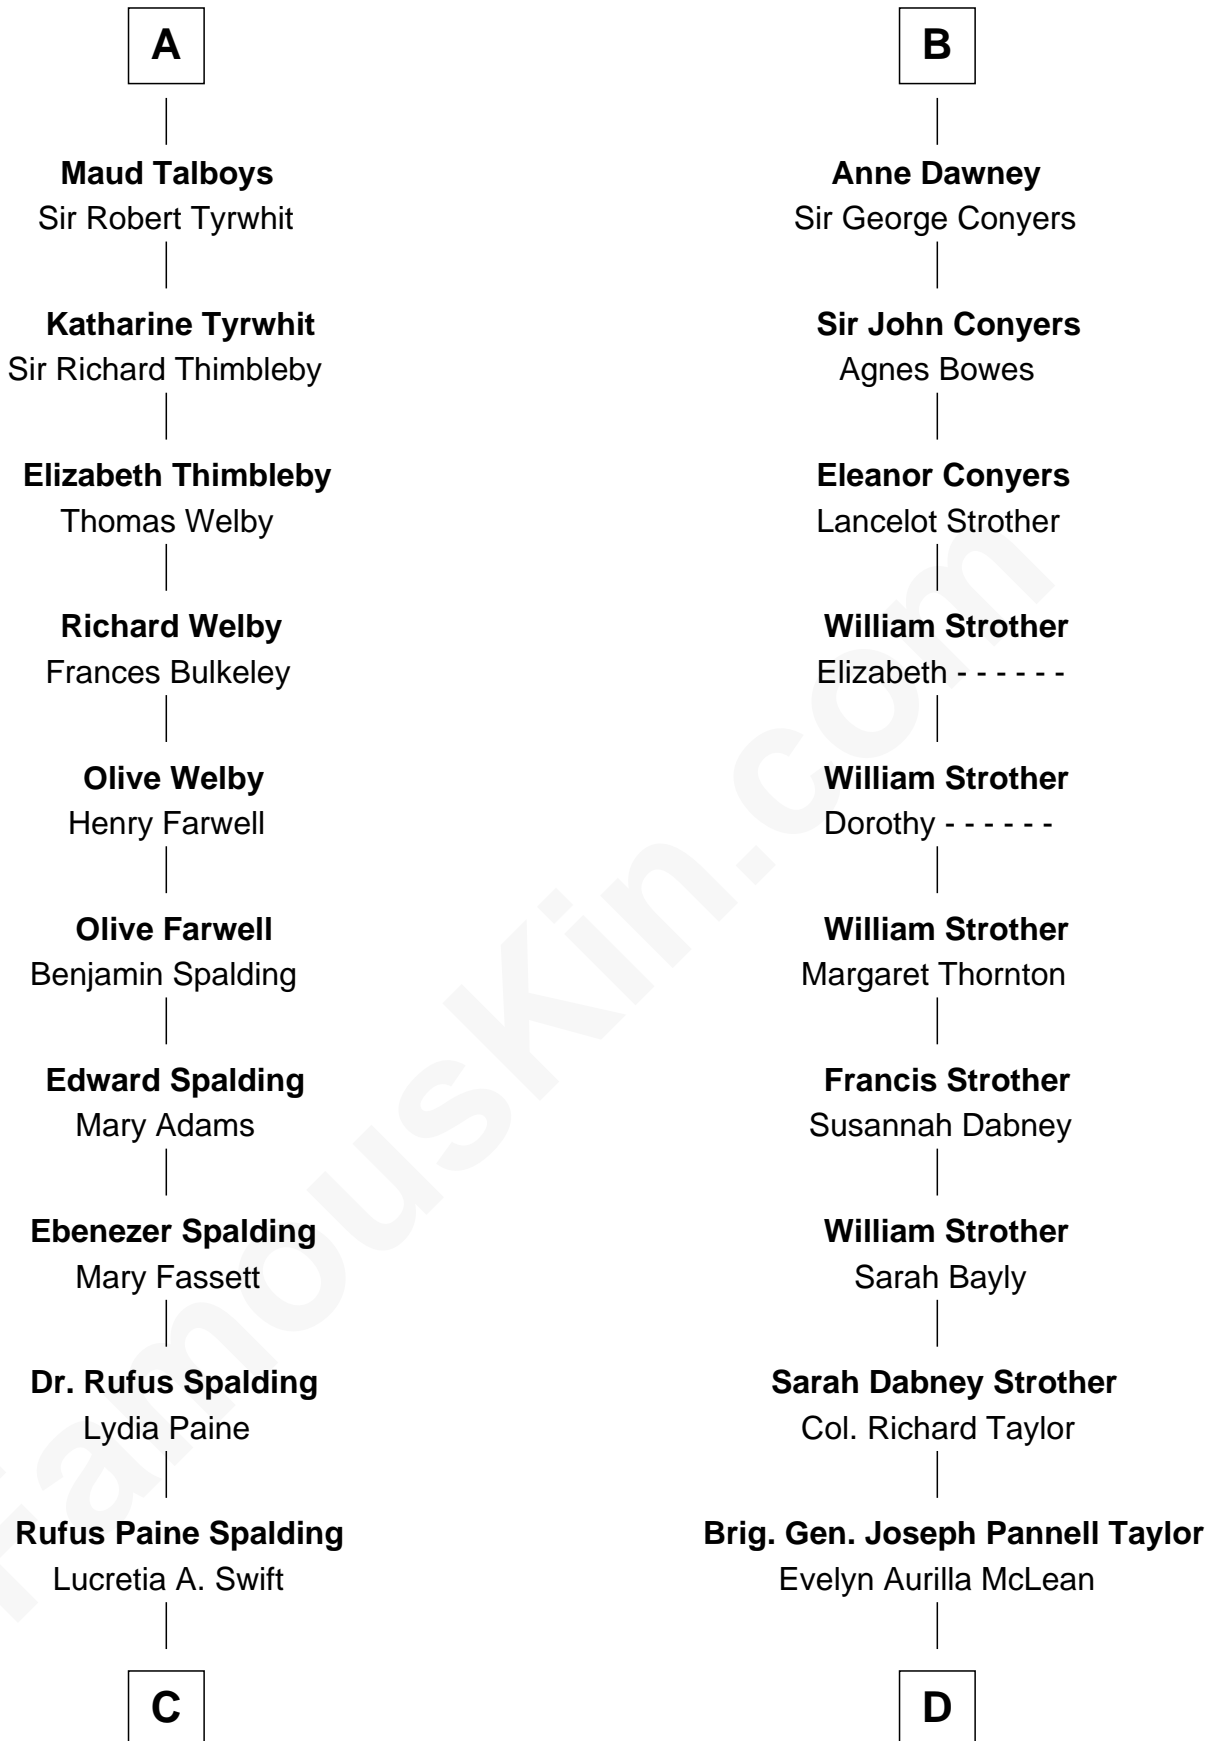 A
Maud Talboys
Sir Robert Tyrwhit
Katharine Tyrwhit
Sir Richard Thimbleby
Elizabeth Thimbleby
Thomas Welby
Richard Welby
Frances Bulkeley
Olive Welby
Henry Farwell
Olive Farwell
Benjamin Spalding
Edward Spalding
Mary Adams
Ebenezer Spalding
Mary Fassett
Dr. Rufus Spalding
Lydia Paine
Rufus Paine Spalding
Lucretia A. Swift
C
B
Anne Dawney
Sir George Conyers
Sir John Conyers
Agnes Bowes
Eleanor Conyers
Lancelot Strother
William Strother
Elizabeth - - - - - -
William Strother
Dorothy - - - - - -
William Strother
Margaret Thornton
Francis Strother
Susannah Dabney
William Strother
Sarah Bayly
Sarah Dabney Strother
Col. Richard Taylor
Brig. Gen. Joseph Pannell Taylor
Evelyn Aurilla McLean
D
FamousKin.com